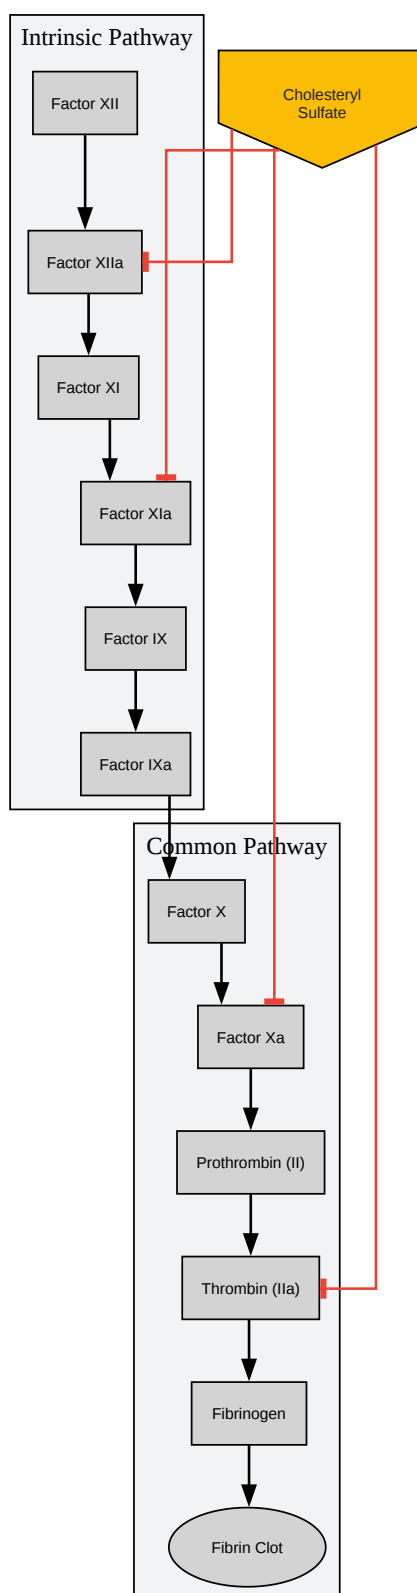 Intrinsic Pathway
Cholesteryl
Sulfate
Factor XII
Factor XIIa
Factor XI
Factor XIa
Factor IX
Factor IXa
Common Pathway
Factor X
Factor Xa
Prothrombin (II)
Thrombin (IIa)
Fibrinogen
Fibrin Clot